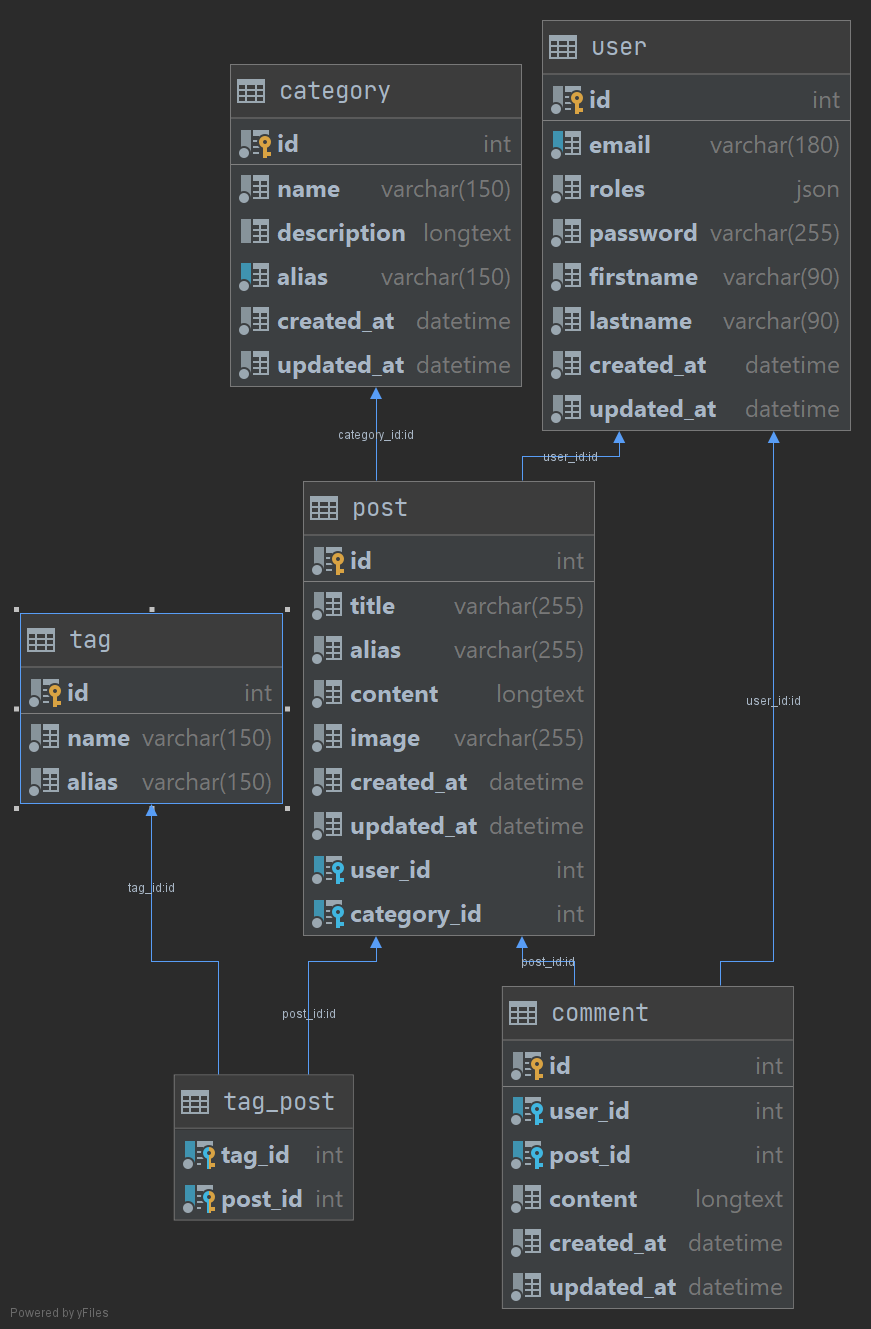 user
id int
email varchar(180)
roles json
password varchar(255)
firstname varchar(90)
lastname varchar(90)
created_at datetime
updated_at datetime
category
id int
name varchar(150)
description longtext
alias varchar(150)
created_at datetime
updated_at datetime
category_id:id
user_id:id
post
id int
title varchar(255)
alias varchar(255)
content longtext
image varchar(255)
created_at datetime
updated_at datetime
user_id int
category_id int
tag
id int
name varchar(150)
alias varchar(150)
user_id:id
tag_id:id
post_id:id
post_id:id
tag_post
tag_id int
post_id int
comment
id int
user_id int
post_id int
content longtext
created_at datetime
updated_at datetime
Powered by yFiles